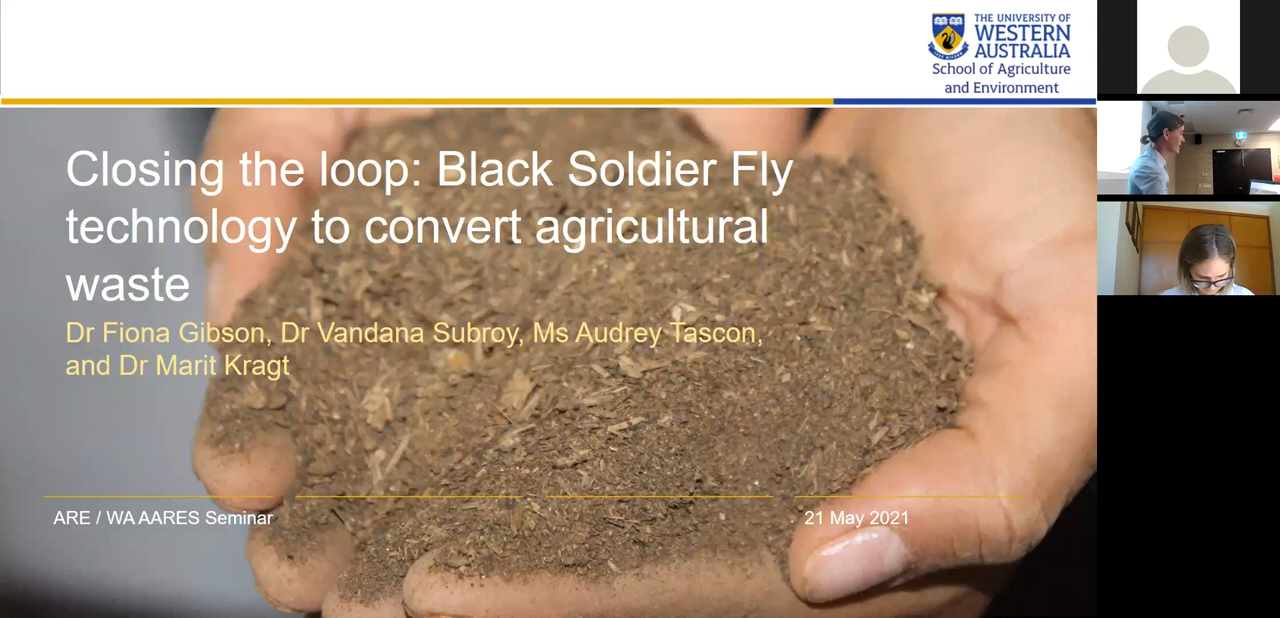 THE UNIVERSITY OF
WESTERN
AUSTRALIA
School of Agriculture
and Environment
Closing the loop: Black Soldier Fly
technology to convert agricultural
waste
Dr Fiona Gibson, Dr Vandana Subroy, Ms Audrey Tascon,
and Dr Marit Kragt
ARE / WA AARES Seminar
21 May 2021